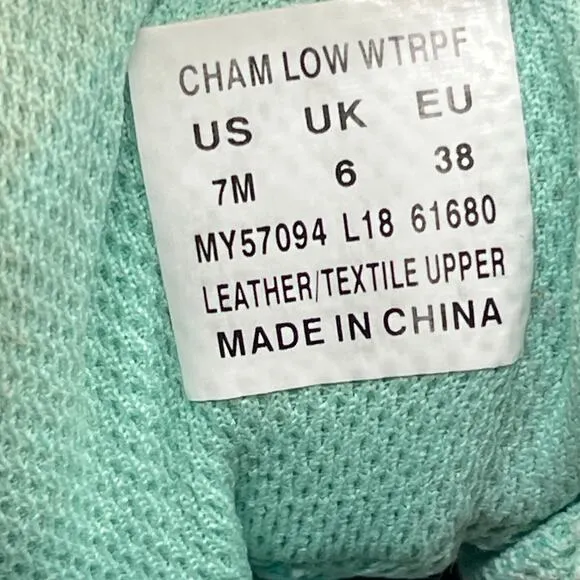 CHAM LOW WTRPF
US UK EU
7M 6 38
MY57094 L18 61680
LEATHER/TEXTILE UPPER
MADE IN CHINA